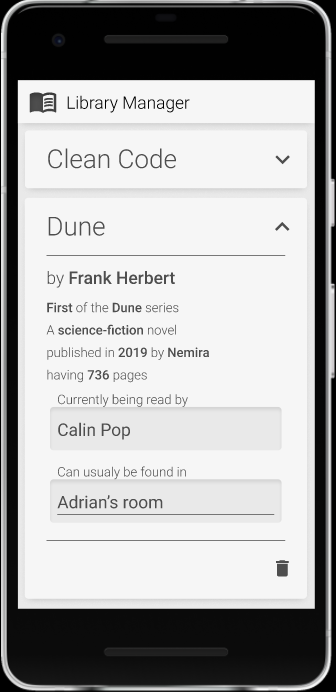 Library Manager
Clean Code
Dune
by Frank Herbert
First of the Dune series
A science-fiction novel
published in 2019 by Nemira
having 736 pages
Currently being read by
Calin Pop
Can usualy be found in
Adrian's room